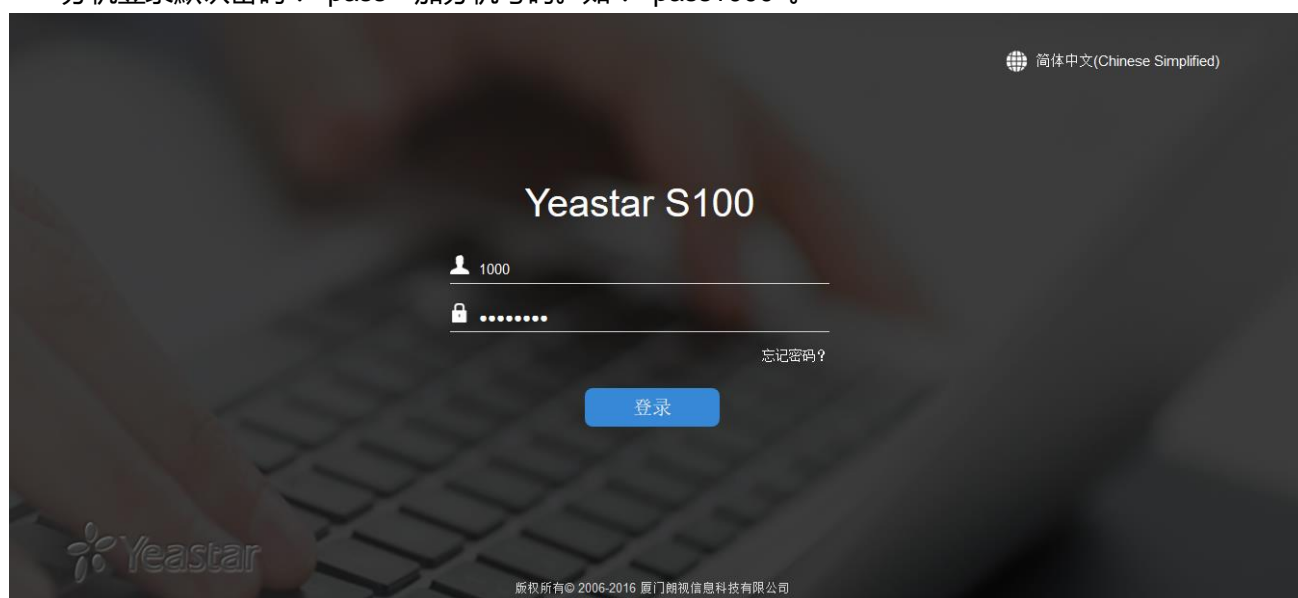 简体中文(Chinese Simplified)
Yeastar S100
1000
忘记密码?
登录
Yeastar
版权所有© 2006-2016 厦门朗视信息科技有限公司